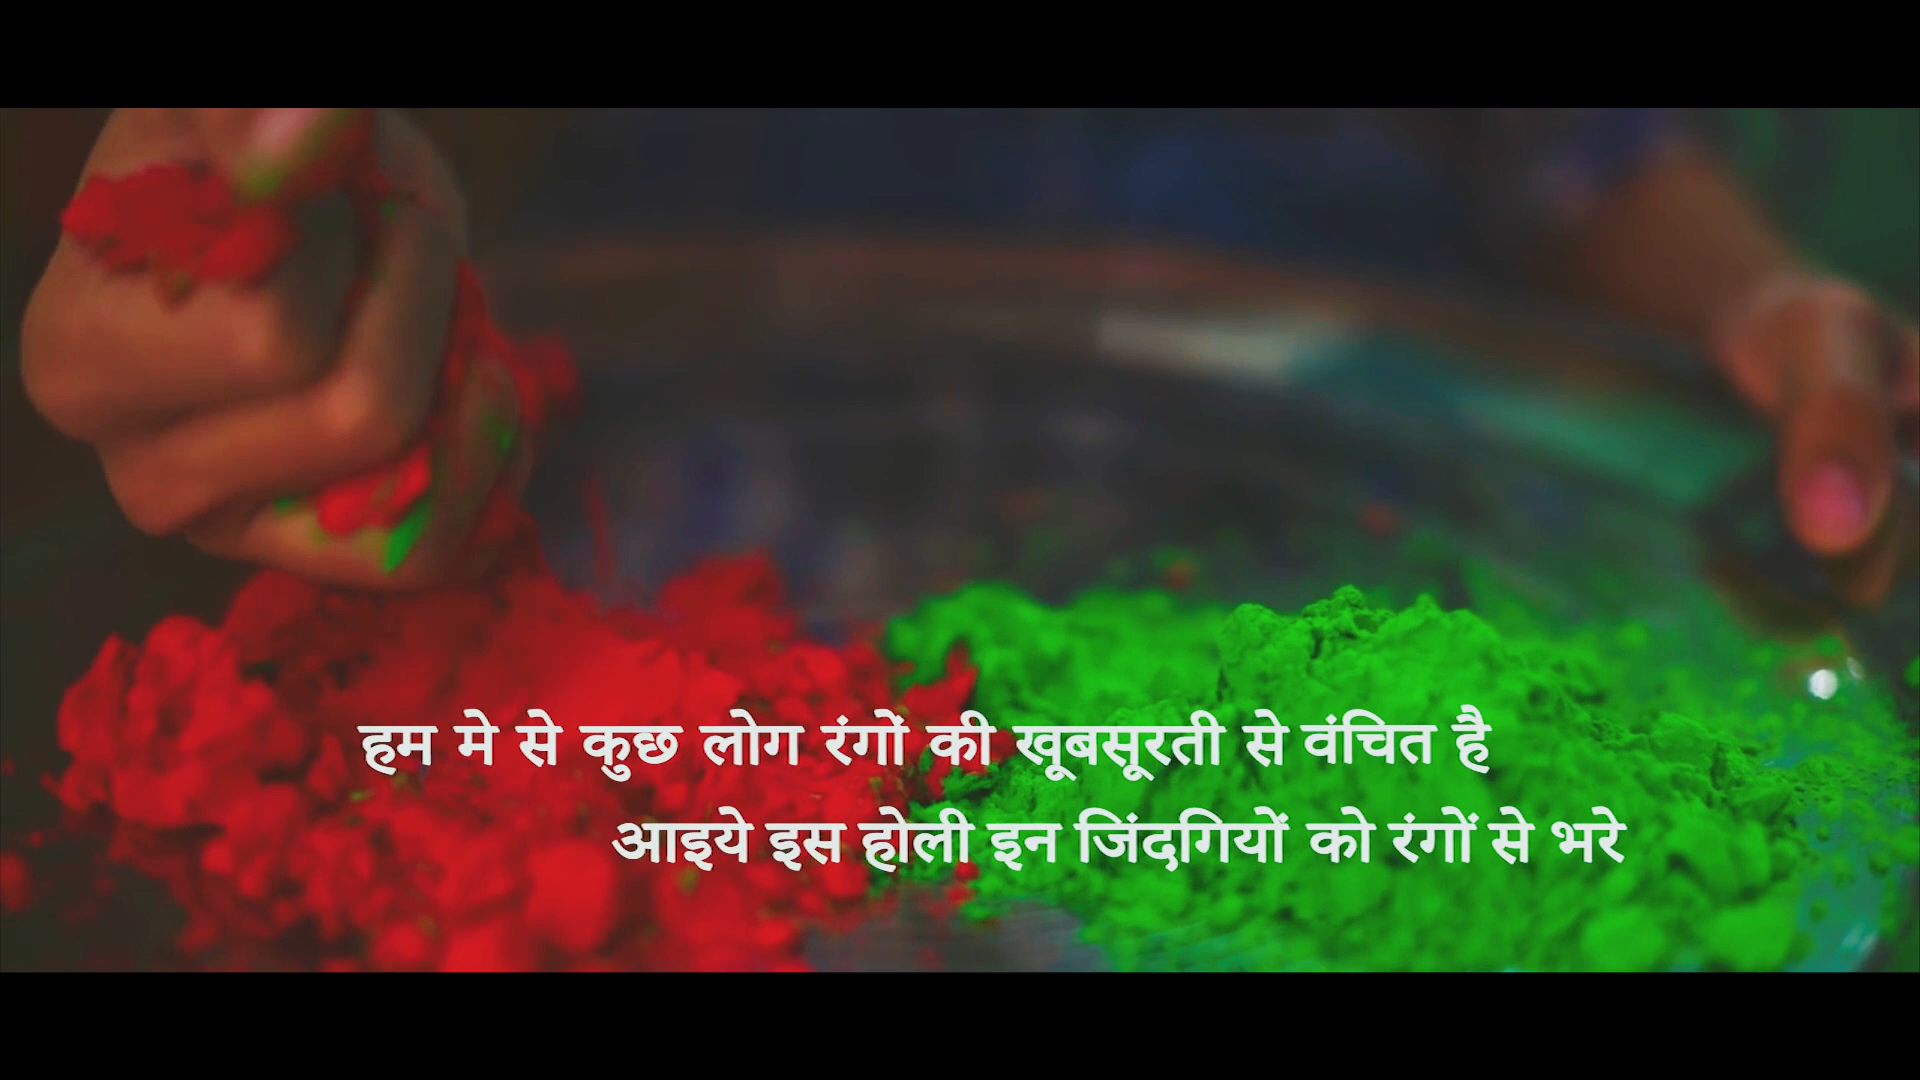 हम मे से कुछ लोग रंगों की खूबसूरती से वंचित है
आइये इस होली इन जिंदगियों को रंगों से भरे